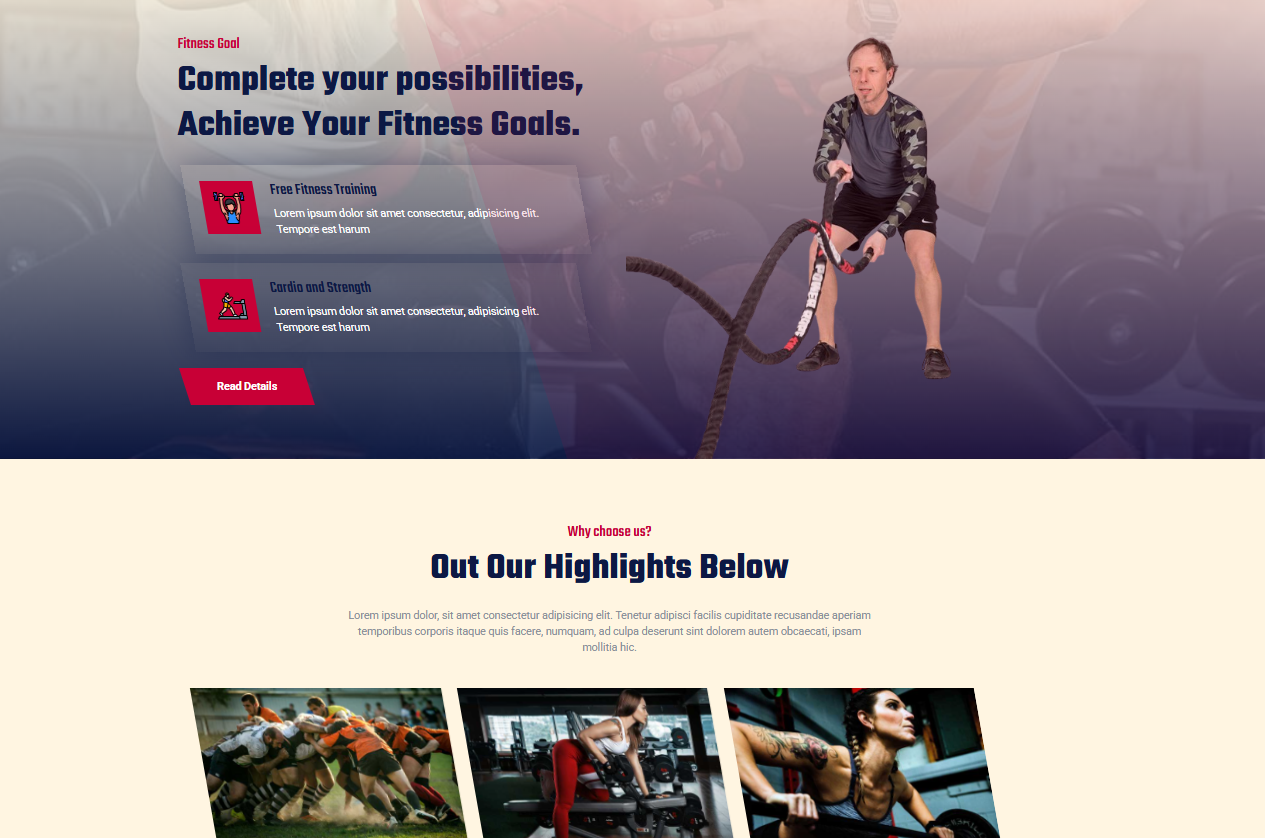 Fitness Goal
Complete your possibilities,
Achieve Your Fitness Goals.
Free Fitness Training
Lorem ipsum dolor sit amet consectetur, adipisicing elit.
Tempore est harum
Cardio and Strength
Lorem ipsum dolor sit amet consectetur, adipisicing elit.
Tempore est harum
Read Details
POWER GUIDANCE
Why choose us?
Out Our Highlights Below
Lorem ipsum dolor, sit amet consectetur adipisicing elit. Tenetur adipisci facilis cupiditate recusandae aperiam
temporibus corporis itaque quis facere, numquam, ad culpa deserunt sint dolorem autem obcaecati, ipsam
mollitia hic.